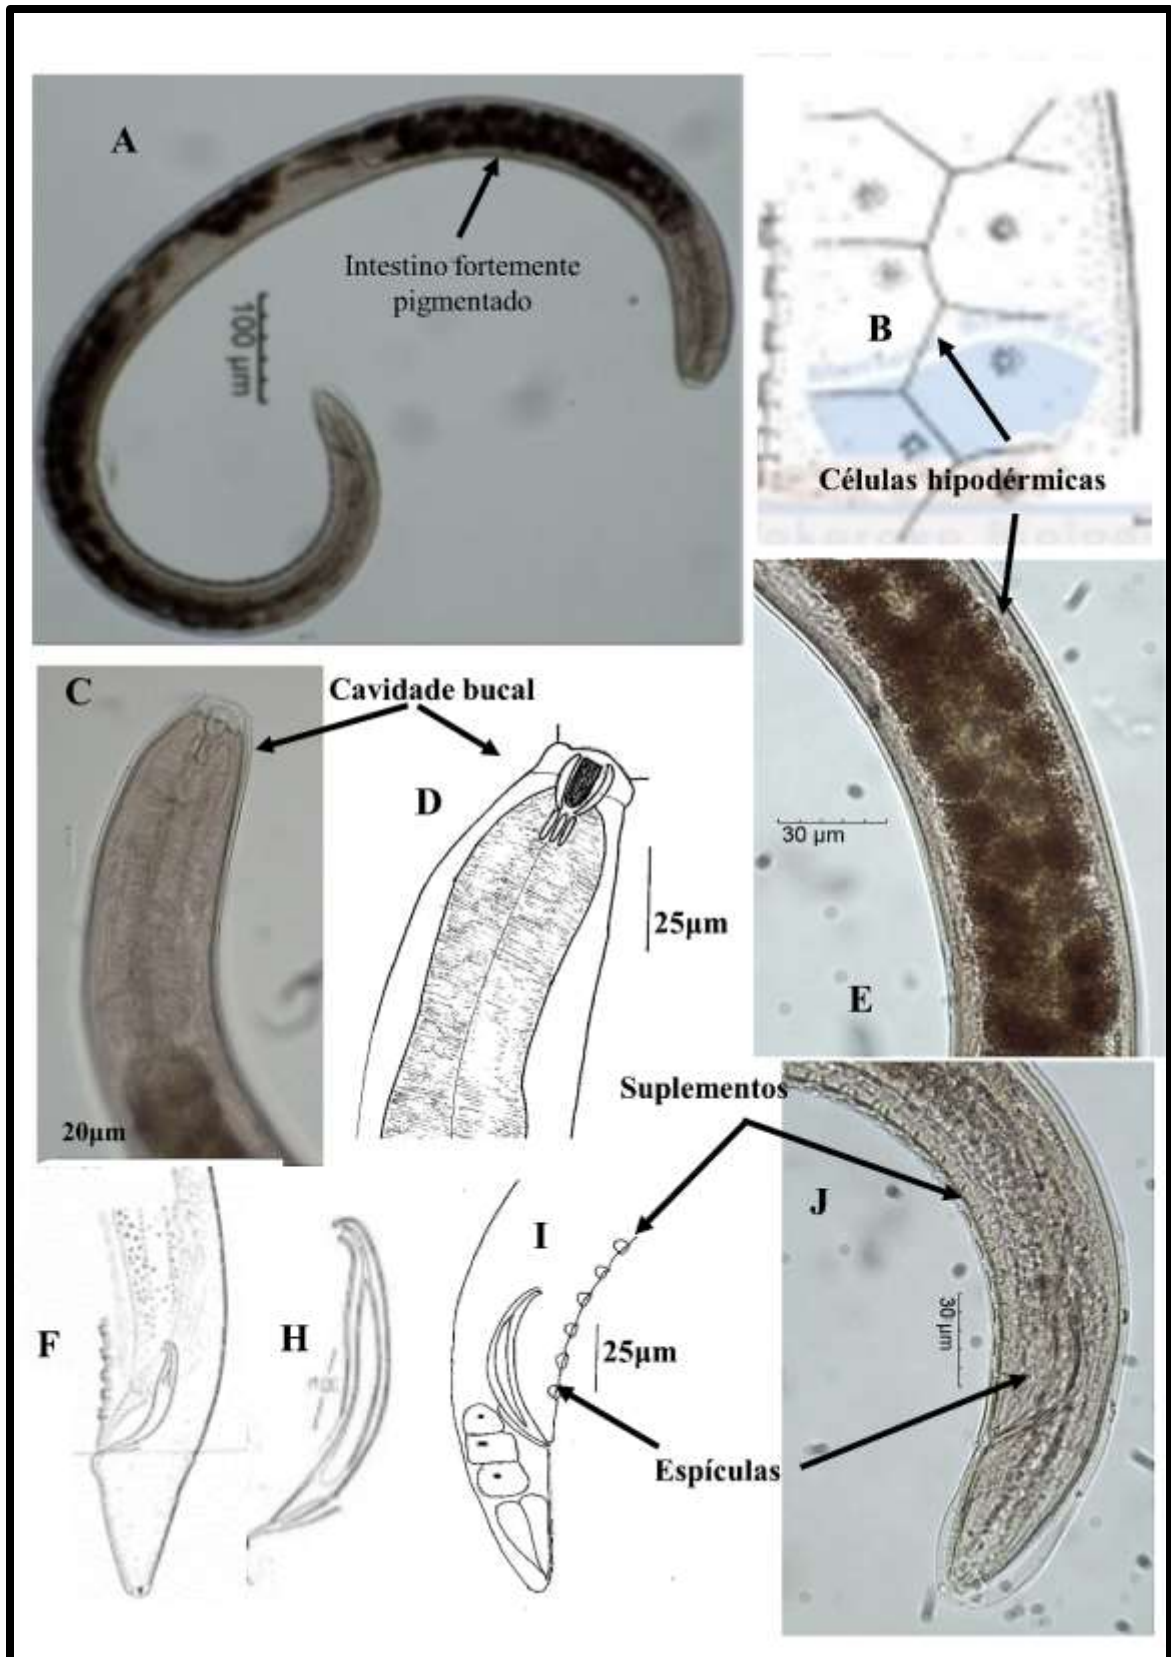 A
Intestino fortemente
pigmentado
100 µm
B
Células hipodérmicas
C
Cavidade bucal
D
25µm
20µm
30 µm
E
Suplementos
F
H
I
25µm
J
30 µm
Espículas